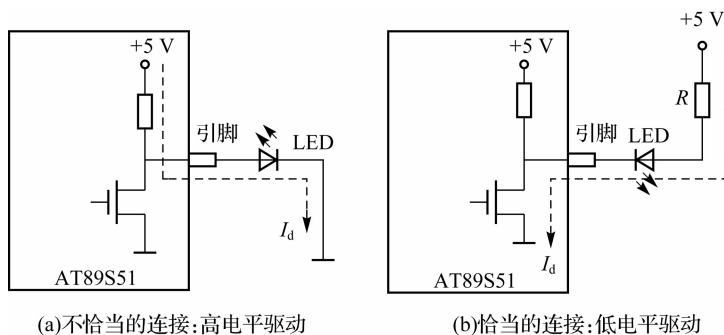 +5 V
引脚
LED
I_d
AT89S51
(a)不恰当的连接:高电平驱动
+5 V
+5 V
R
引脚
LED
I_d
AT89S51
(b)恰当的连接:低电平驱动